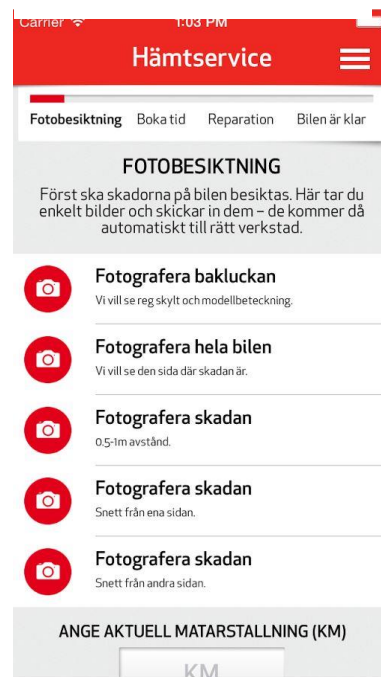 Carrier 1:03 PM
Hämtservice
Fotobesiktning Boka tid Reparation Bilen är klar
FOTOBESIKTNING
Först ska skadorna på bilen besiktas. Här tar du
enkelt bilder och skickar in dem – de kommer då
automatiskt till rätt verkstad.
Fotografera bakluckan
Vi vill se reg skylt och modellbeteckning.
Fotografera hela bilen
Vi vill se den sida där skadan är.
Fotografera skadan
0.5-1m avstånd.
Fotografera skadan
Snett från ena sidan.
Fotografera skadan
Snett från andra sidan.
ANGE AKTUELL MATARSTALLNING (KM)
KM